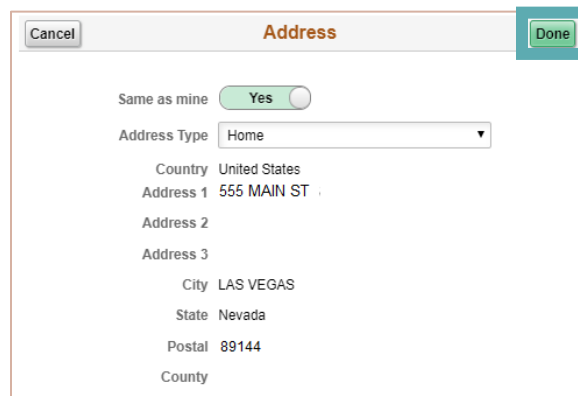 Cancel Address Done
Same as mine Yes
Address Type Home
Country United States
Address 1 555 MAIN ST
Address 2
Address 3
City LAS VEGAS
State Nevada
Postal 89144
County